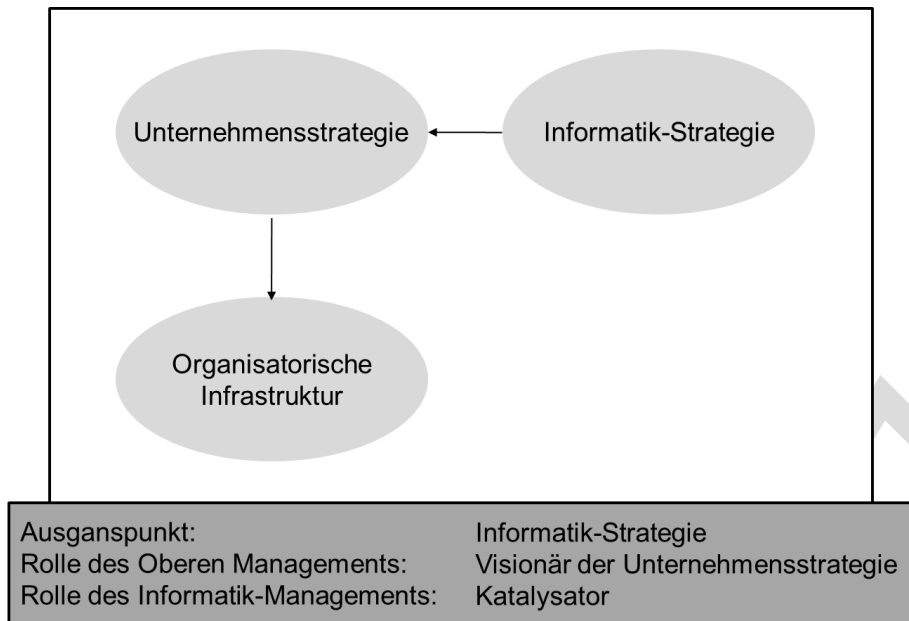 Unternehmensstrategie
Informatik-Strategie
Organisatorische
Infrastruktur
Ausganspunkt: Informatik-Strategie
Rolle des Oberen Managements: Visionär der Unternehmensstrategie
Rolle des Informatik-Managements: Katalysator